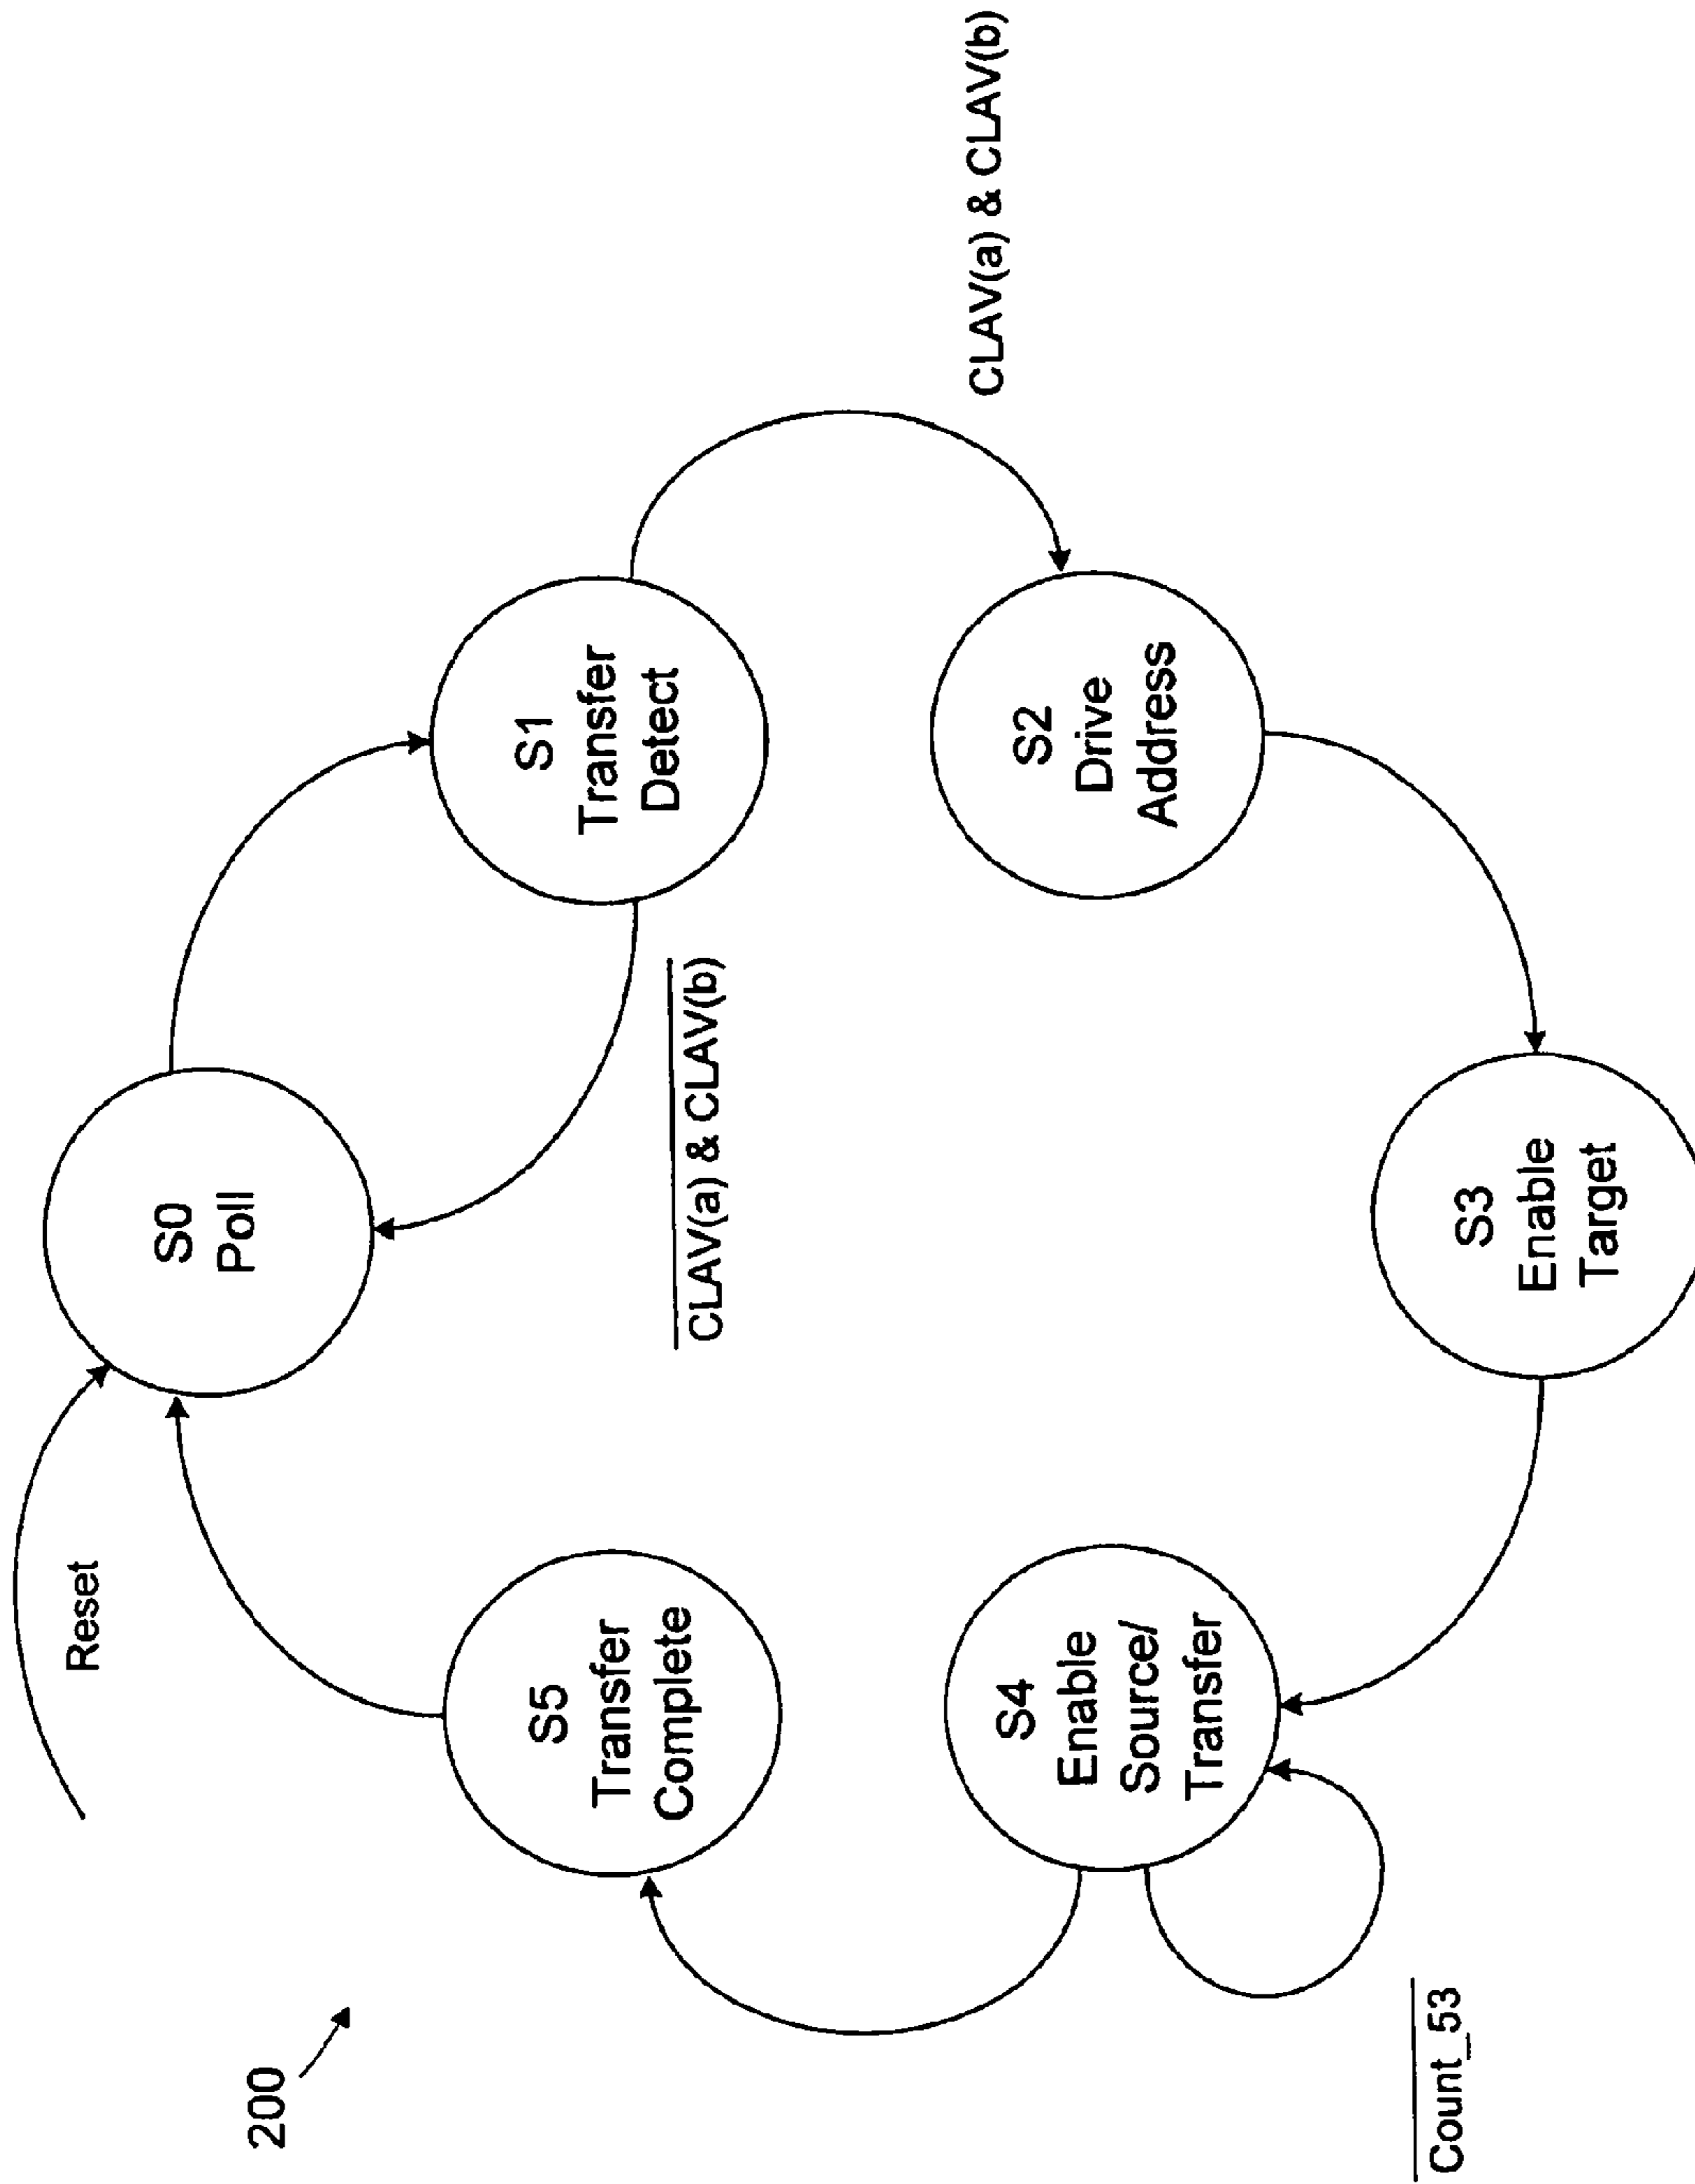 200
Reset
S0
Poll
S1
Transfer
Detect
CLAV(a) & CLAV(b)
CLAV(a) & CLAV(b)
S2
Drive
Address
S3
Enable
Target
S4
Enable
Source/
Transfer
Count_53
S5
Transfer
Complete